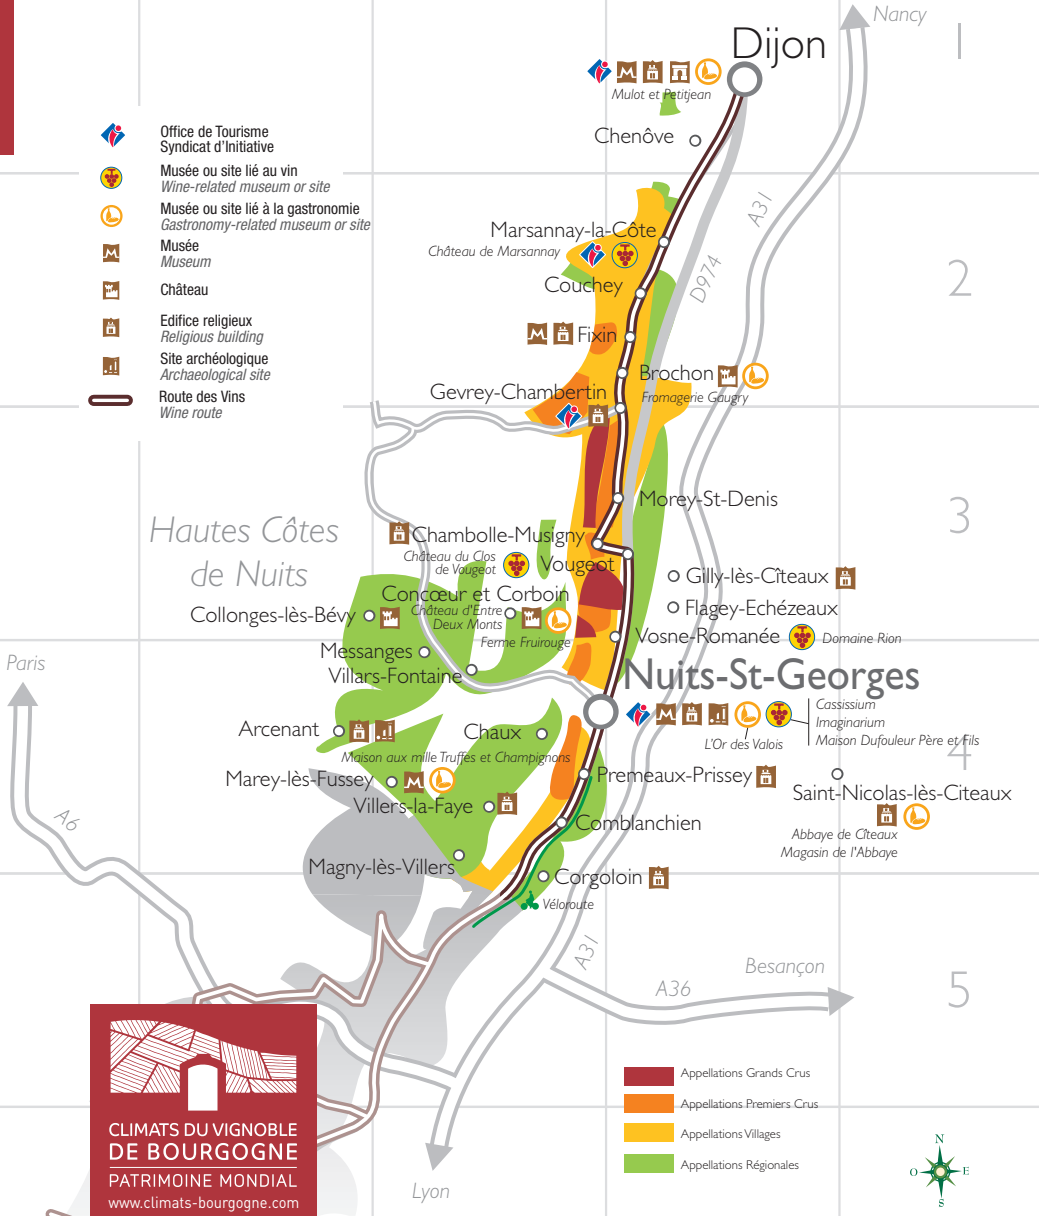 Nancy
1
Dijon
Mulot et Petitjean
Chenôve
Office de Tourisme
Syndicat d'Initiative
Musée ou site lié au vin
Wine-related museum or site
Musée ou site lié à la gastronomie
Gastronomy-related museum or site
Musée
Museum
Château
Edifice religieux
Religious building
Site archéologique
Archaeological site
Route des Vins
Wine route
A31
Marsannay-la-Côte
Château de Marsannay
D974
2
Couchey
Fixin
Brochon
Fromagerie Gaugry
Gevrey-Chambertin
Morey-St-Denis
3
Hautes Côtes
de Nuits
Chambolle-Musigny
Château du Clos
de Vougeot
Vougeot
Gilly-lès-Cîteaux
Concœur et Corboin
Château d'Entre
Deux Monts
Ferme Fruirouge
Collonges-lès-Bévy
Flagey-Echézeaux
Vosne-Romanée
Domaine Rion
Messanges
Villars-Fontaine
Paris
Nuits-St-Georges
Cassissium
Imaginarium
Maison Dufouleur Père et Fils
L'Or des Valois
4
Arcenant
Chaux
Maison aux mille Truffes et Champignons
Marey-lès-Fussey
Premeaux-Prissey
Saint-Nicolas-lès-Citeaux
Abbaye de Cîteaux
Magasin de l'Abbaye
Villers-la-Faye
A6
Comblanchien
Magny-lès-Villers
Corgoloin
Véloroute
A31
Besançon
A36
5
Appellations Grands Crus
Appellations Premiers Crus
Appellations Villages
Appellations Régionales
CLIMATS DU VIGNOBLE
DE BOURGOGNE
PATRIMOINE MONDIAL
www.climats-bourgogne.com
Lyon
N
O
E
S